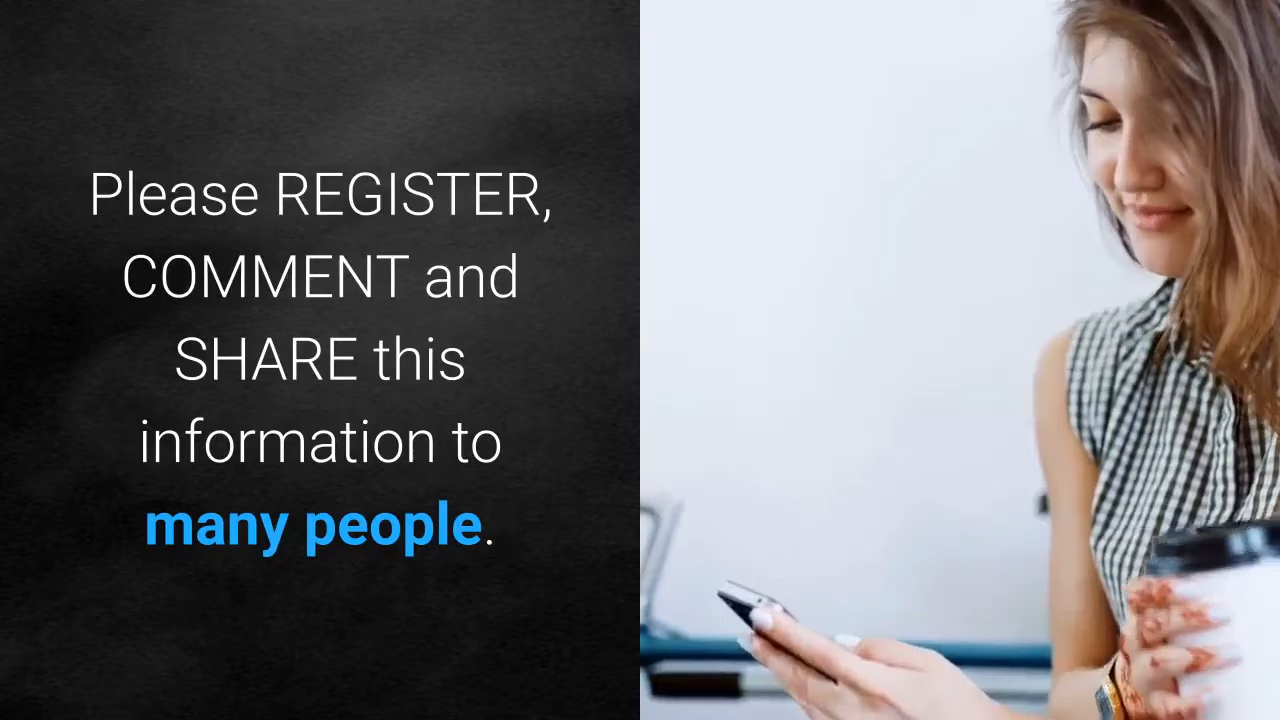 Please REGISTER,
COMMENT and
SHARE this
information to
many people.